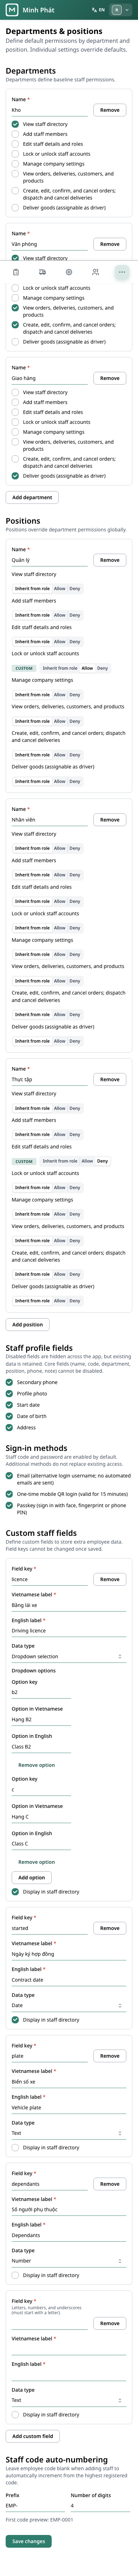 Minh Phát
EN
A
Departments & positions
Define default permissions by department and
position. Individual settings override defaults.
Departments
Departments define baseline staff permissions.
Name *
Kho
Remove
View staff directory
Add staff members
Edit staff details and roles
Lock or unlock staff accounts
Manage company settings
View orders, deliveries, customers, and
products
Create, edit, confirm, and cancel orders;
dispatch and cancel deliveries
Deliver goods (assignable as driver)
Name *
Văn phòng
Remove
View staff directory
Lock or unlock staff accounts
Manage company settings
View orders, deliveries, customers, and
products
Create, edit, confirm, and cancel orders;
dispatch and cancel deliveries
Deliver goods (assignable as driver)
Name *
Giao hàng
Remove
View staff directory
Add staff members
Edit staff details and roles
Lock or unlock staff accounts
Manage company settings
View orders, deliveries, customers, and
products
Create, edit, confirm, and cancel orders;
dispatch and cancel deliveries
Deliver goods (assignable as driver)
Add department
Positions
Positions override department permissions globally.
Name *
Quản lý
Remove
View staff directory
Inherit from role Allow Deny
Add staff members
Inherit from role Allow Deny
Edit staff details and roles
Inherit from role Allow Deny
Lock or unlock staff accounts
CUSTOM Inherit from role Allow Deny
Manage company settings
Inherit from role Allow Deny
View orders, deliveries, customers, and products
Inherit from role Allow Deny
Create, edit, confirm, and cancel orders; dispatch
and cancel deliveries
Inherit from role Allow Deny
Deliver goods (assignable as driver)
Inherit from role Allow Deny
Name *
Nhân viên
Remove
View staff directory
Inherit from role Allow Deny
Add staff members
Inherit from role Allow Deny
Edit staff details and roles
Inherit from role Allow Deny
Lock or unlock staff accounts
Inherit from role Allow Deny
Manage company settings
Inherit from role Allow Deny
View orders, deliveries, customers, and products
Inherit from role Allow Deny
Create, edit, confirm, and cancel orders; dispatch
and cancel deliveries
Inherit from role Allow Deny
Deliver goods (assignable as driver)
Inherit from role Allow Deny
Name *
Thực tập
Remove
View staff directory
Inherit from role Allow Deny
Add staff members
Inherit from role Allow Deny
Edit staff details and roles
CUSTOM Inherit from role Allow Deny
Lock or unlock staff accounts
Inherit from role Allow Deny
Manage company settings
Inherit from role Allow Deny
View orders, deliveries, customers, and products
Inherit from role Allow Deny
Create, edit, confirm, and cancel orders; dispatch
and cancel deliveries
Inherit from role Allow Deny
Deliver goods (assignable as driver)
Inherit from role Allow Deny
Add position
Staff profile fields
Disabled fields are hidden across the app, but existing
data is retained. Core fields (name, code, department,
position, phone, note) cannot be disabled.
Secondary phone
Profile photo
Start date
Date of birth
Address
Sign-in methods
Staff code and password are enabled by default.
Additional methods do not replace existing access.
Email (alternative login username; no automated
emails are sent)
One-time mobile QR login (valid for 15 minutes)
Passkey (sign in with face, fingerprint or phone
PIN)
Custom staff fields
Define custom fields to store extra employee data.
Field keys cannot be changed once saved.
Field key *
licence
Remove
Vietnamese label *
Bằng lái xe
English label *
Driving licence
Data type
Dropdown selection
Dropdown options
Option key
b2
Option in Vietnamese
Hạng B2
Option in English
Class B2
Remove option
Option key
c
Option in Vietnamese
Hạng C
Option in English
Class C
Remove option
Add option
Display in staff directory
Field key *
started
Remove
Vietnamese label *
Ngày ký hợp đồng
English label *
Contract date
Data type
Date
Display in staff directory
Field key *
plate
Remove
Vietnamese label *
Biển số xe
English label *
Vehicle plate
Data type
Text
Display in staff directory
Field key *
dependants
Remove
Vietnamese label *
Số người phụ thuộc
English label *
Dependants
Data type
Number
Display in staff directory
Field key *
Letters, numbers, and underscores
(must start with a letter).
Remove
Vietnamese label *
English label *
Data type
Text
Display in staff directory
Add custom field
Staff code auto-numbering
Leave employee code blank when adding staff to
automatically increment from the highest registered
code.
Prefix
EMP-
Number of digits
4
First code preview: EMP-0001
Save changes